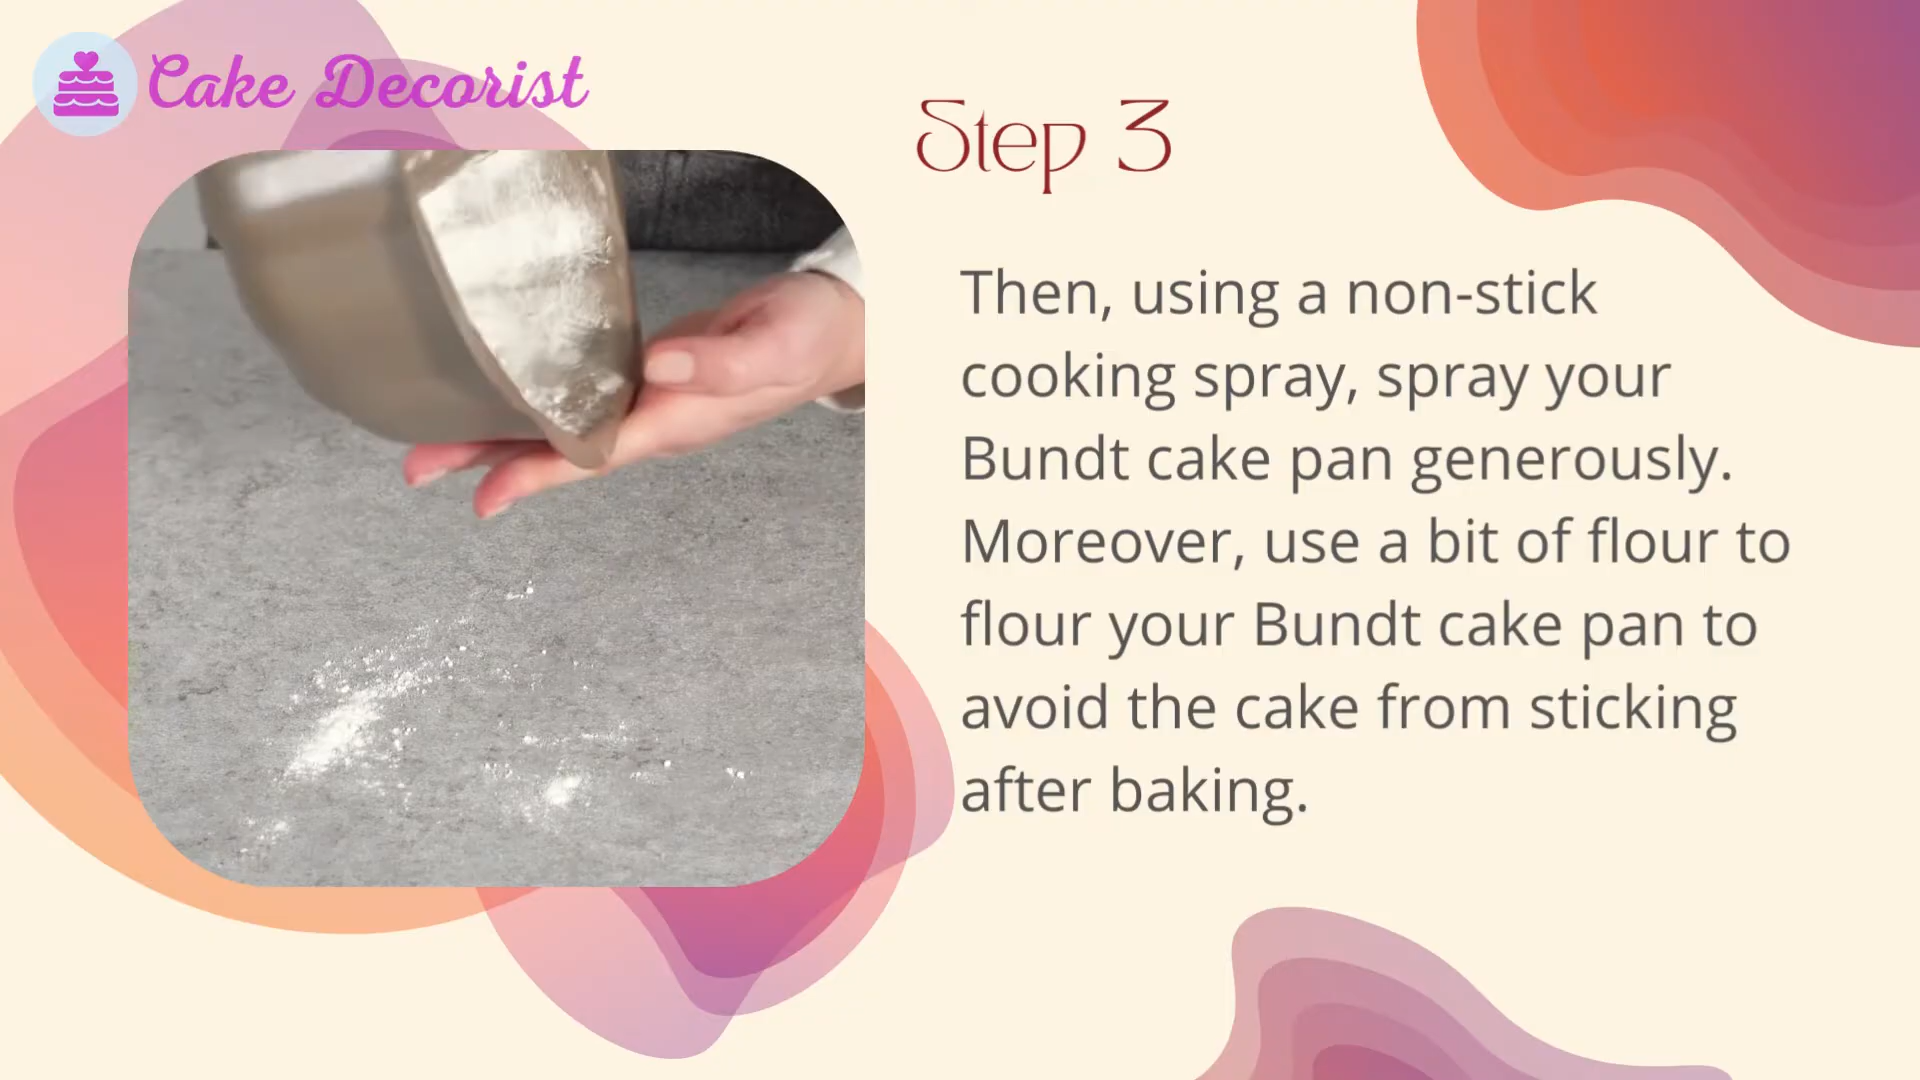 Cake Decorist
Step 3
Then, using a non-stick
cooking spray, spray your
Bundt cake pan generously.
Moreover, use a bit of flour to
flour your Bundt cake pan to
avoid the cake from sticking
after baking.